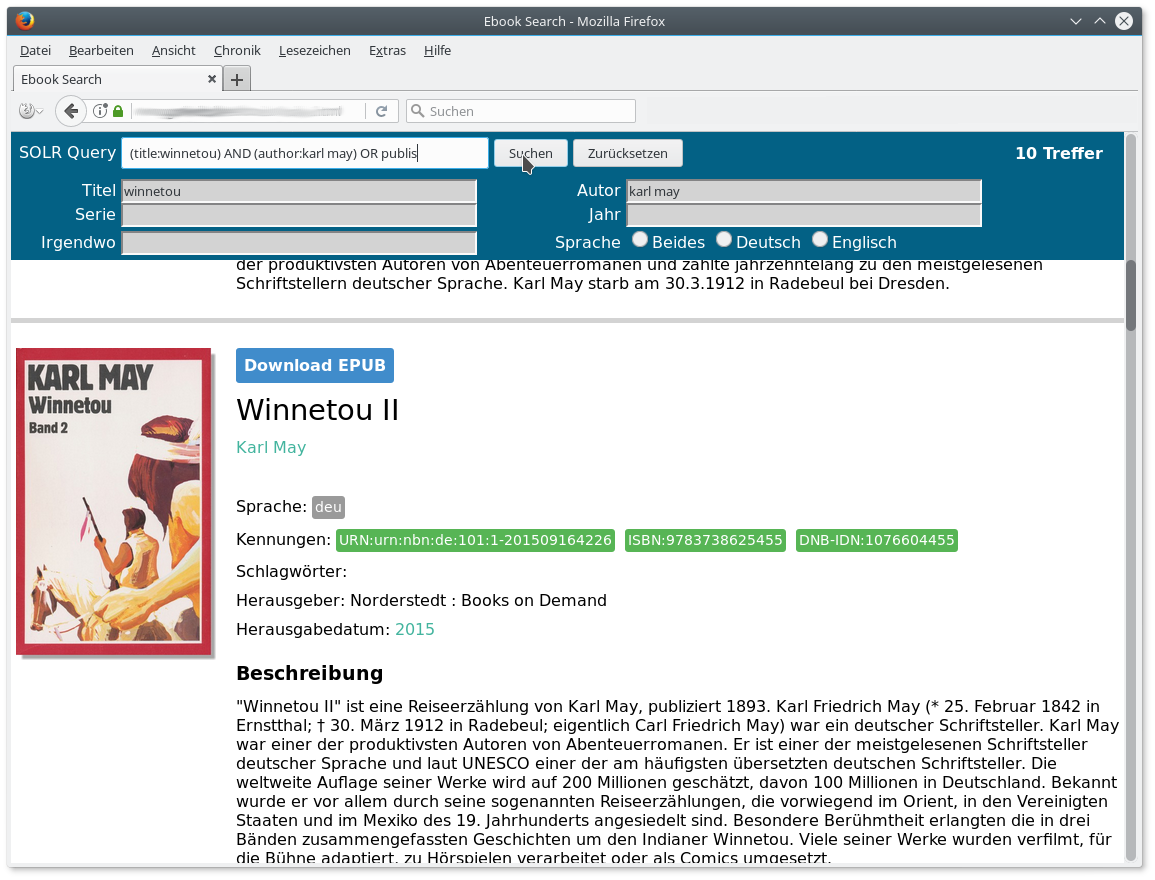 Ebook Search - Mozilla Firefox
Datei Bearbeiten Ansicht Chronik Lesezeichen Extras Hilfe
Ebook Search
Suchen
SOLR Query (title:winnetou) AND (author:karl may) OR publis Suchen Zurücksetzen 10 Treffer
Titel winnetou Autor karl may
Serie Jahr
Irgendwo Sprache Beides Deutsch Englisch
der produktivsten Autoren von Abenteuerromanen und zählte jahrzehntelang zu den meistgelesenen
Schriftstellern deutscher Sprache. Karl May starb am 30.3.1912 in Radebeul bei Dresden.
KARL MAY
Winnetou
Band 2
Download EPUB
Winnetou II
Karl May
Sprache: deu
Kennungen: URN:urn:nbn:de:101:1-201509164226 ISBN:9783738625455 DNB-IDN:1076604455
Schlagwörter:
Herausgeber: Norderstedt : Books on Demand
Herausgabedatum: 2015
Beschreibung
"Winnetou II" ist eine Reiseerzählung von Karl May, publiziert 1893. Karl Friedrich May (* 25. Februar 1842 in
Ernstthal; † 30. März 1912 in Radebeul; eigentlich Carl Friedrich May) war ein deutscher Schriftsteller. Karl May
war einer der produktivsten Autoren von Abenteuerromanen. Er ist einer der meistgelesenen Schriftsteller
deutscher Sprache und laut UNESCO einer der am häufigsten übersetzten deutschen Schriftsteller. Die
weltweite Auflage seiner Werke wird auf 200 Millionen geschätzt, davon 100 Millionen in Deutschland. Bekannt
wurde er vor allem durch seine sogenannten Reiseerzählungen, die vorwiegend im Orient, in den Vereinigten
Staaten und im Mexiko des 19. Jahrhunderts angesiedelt sind. Besondere Berühmtheit erlangten die in drei
Bänden zusammengefassten Geschichten um den Indianer Winnetou. Viele seiner Werke wurden verfilmt, für
die Bühne adaptiert, zu Hörspielen verarbeitet oder als Comics umgesetzt.